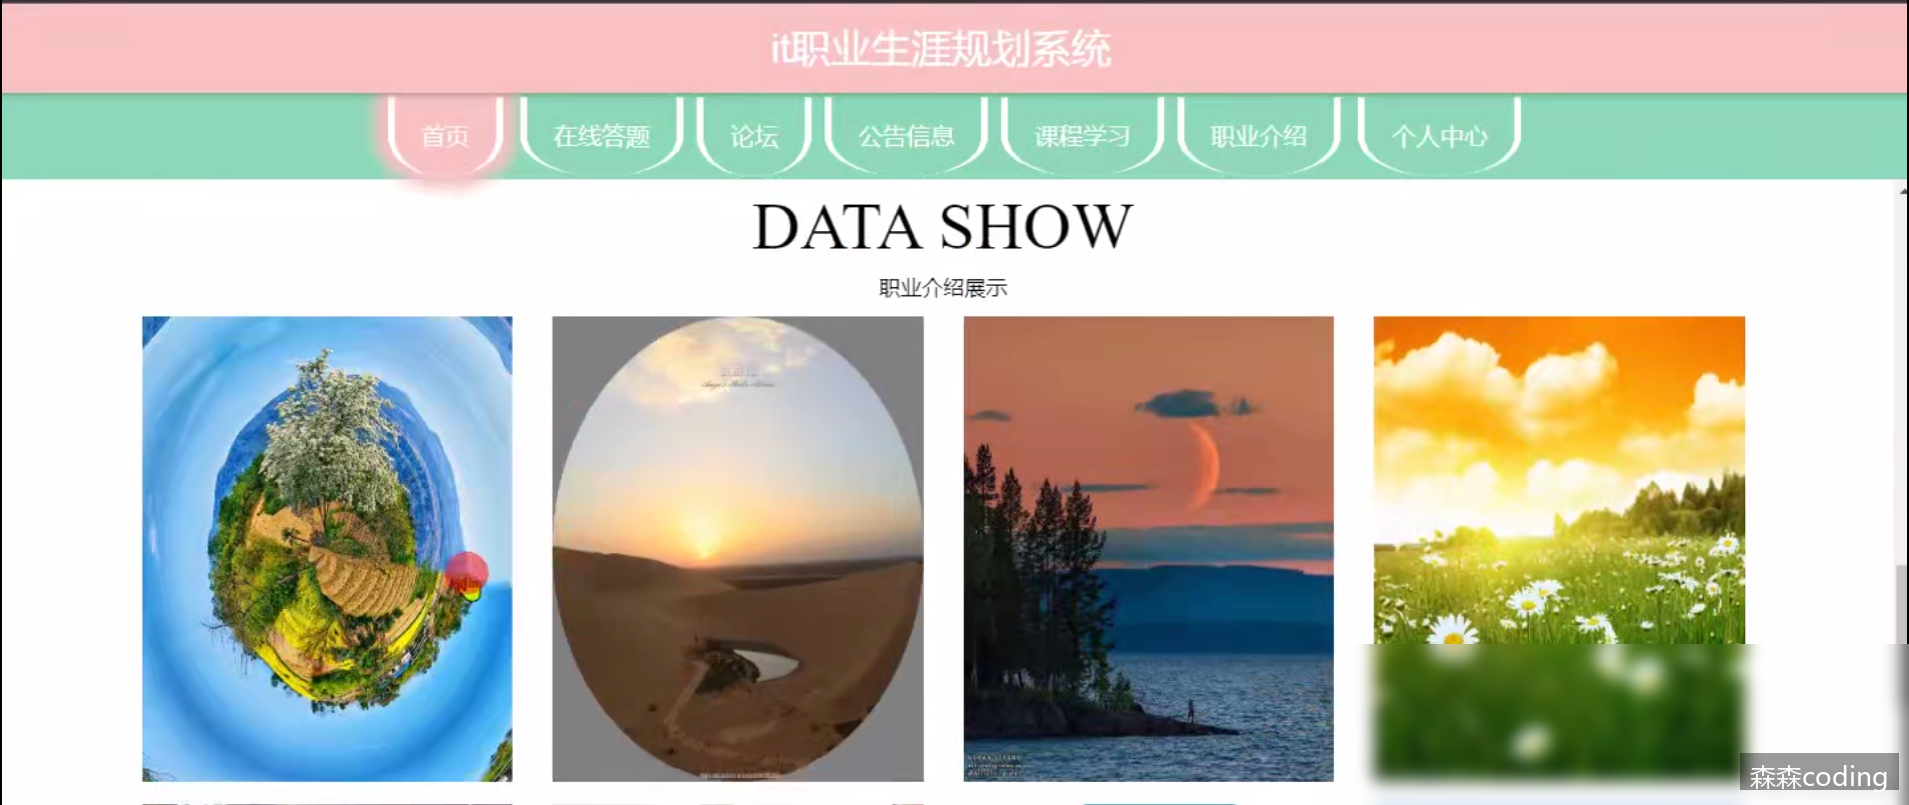 it职业生涯规划系统
首页 在线答题 论坛 公告信息 课程学习 职业介绍 个人中心
DATA SHOW
职业介绍展示
森森coding